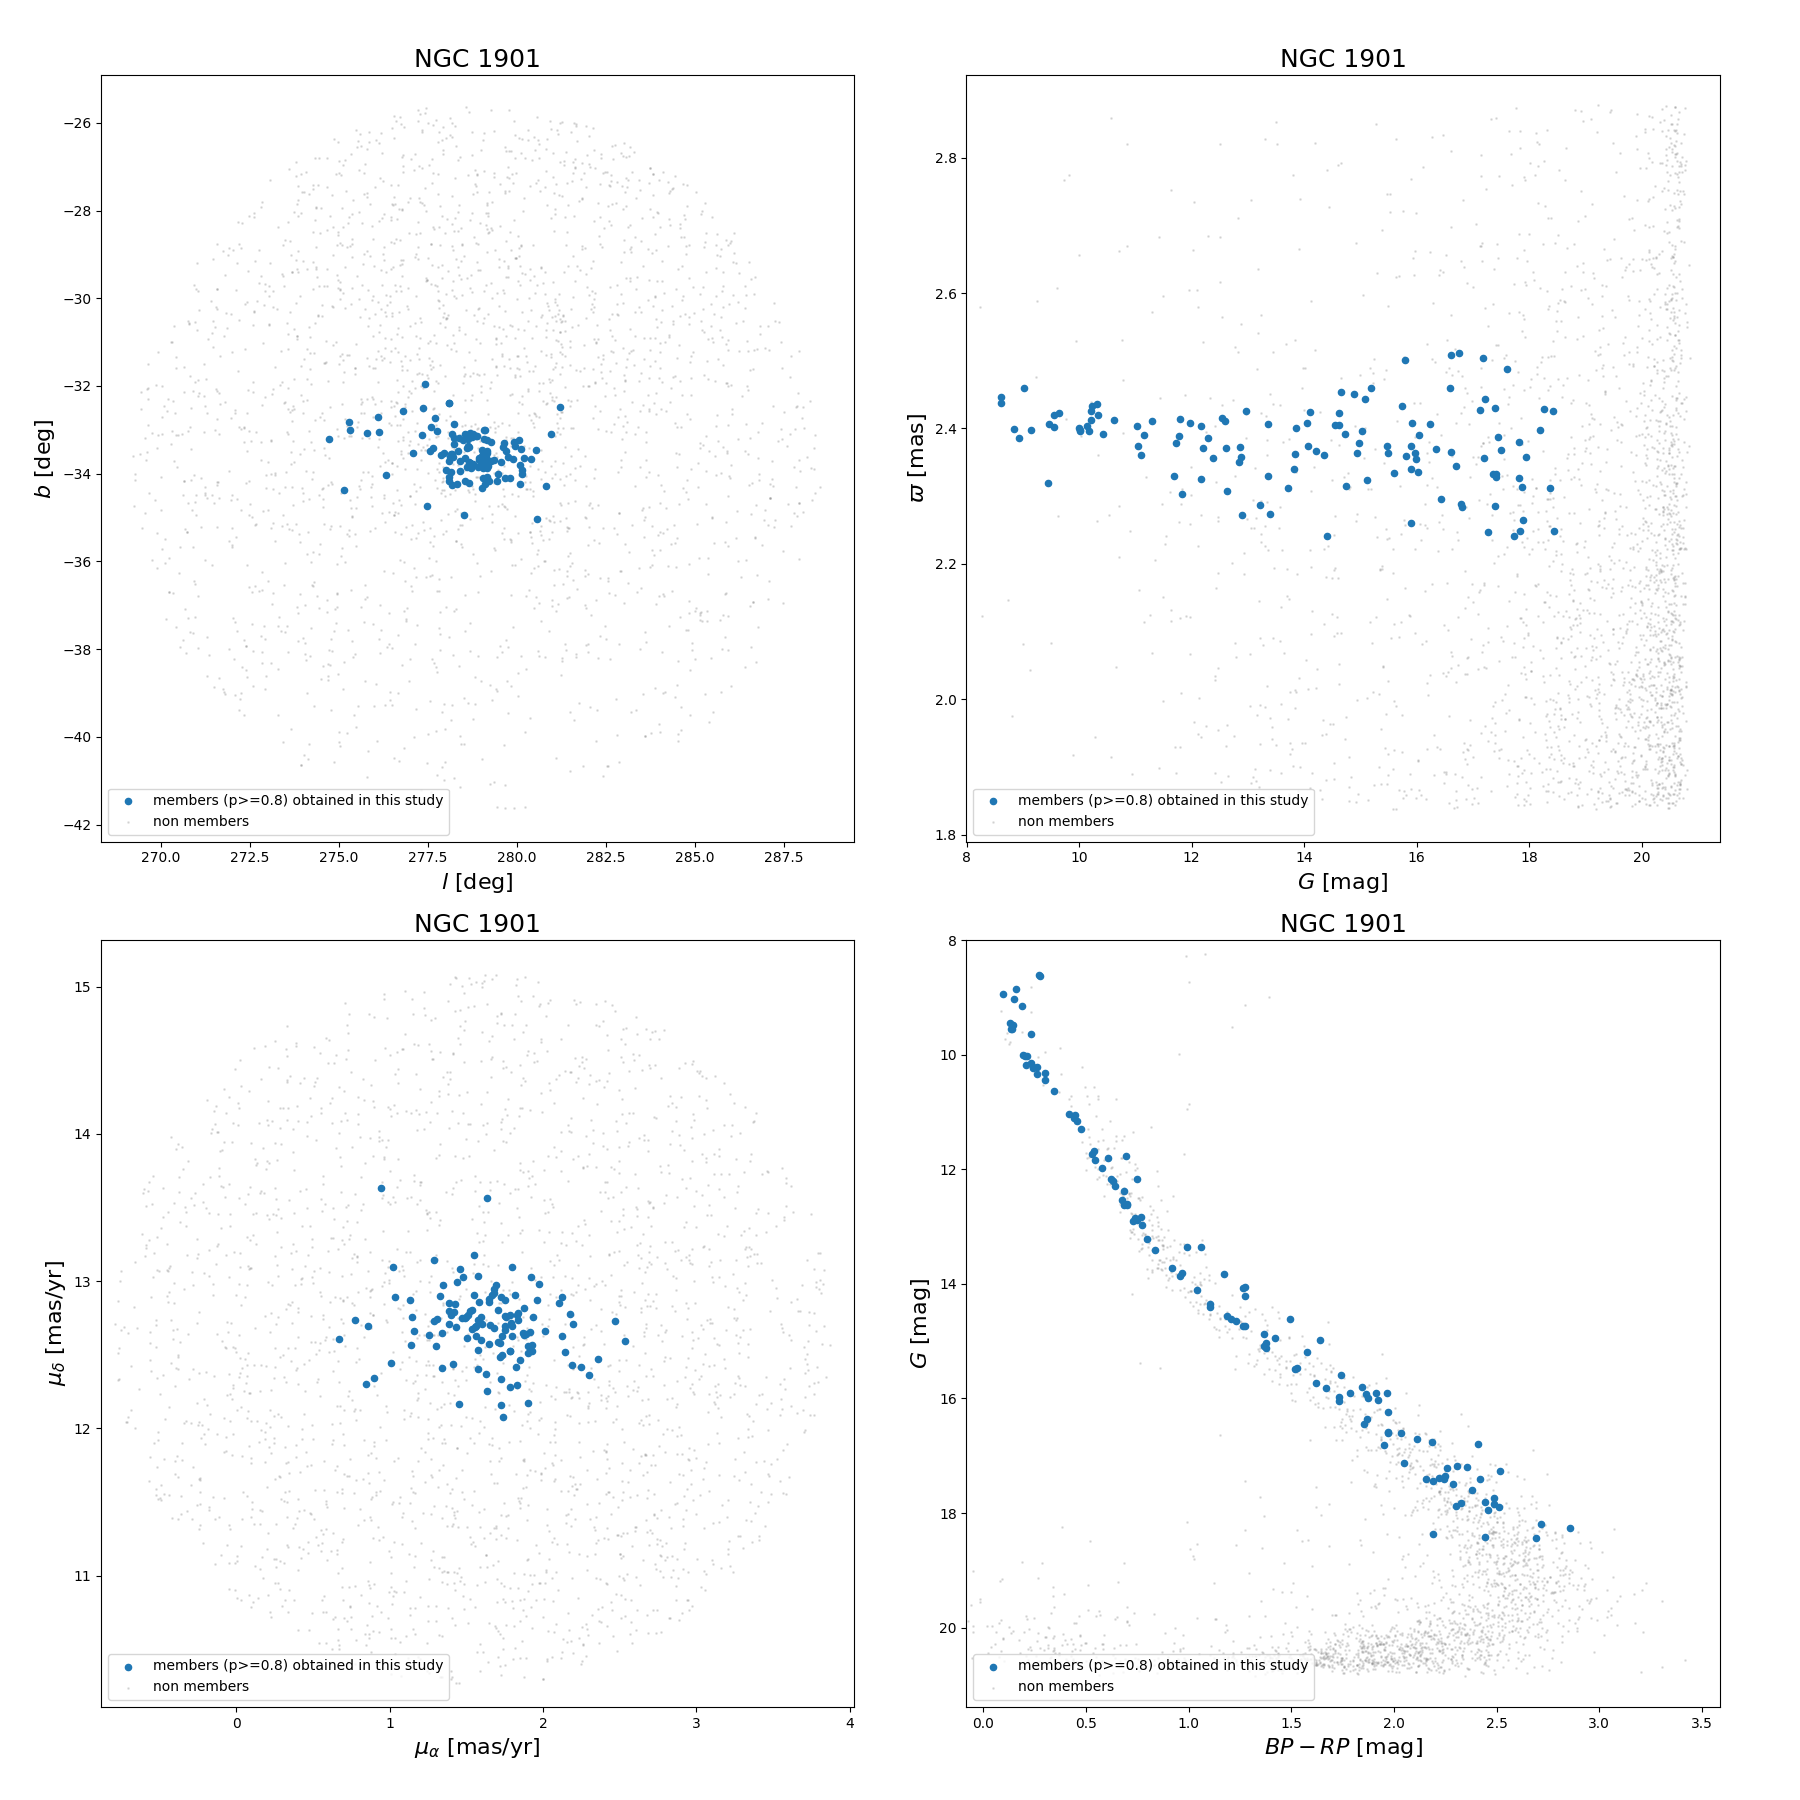 NGC 1901
−26
−28
−30
−32
−34
−36
−38
−40
−42
b [deg]
members (p>=0.8) obtained in this study
non members
270.0 272.5 275.0 277.5 280.0 282.5 285.0 287.5
l [deg]
NGC 1901
2.8
2.6
2.4
2.2
2.0
1.8
ϖ [mas]
members (p>=0.8) obtained in this study
non members
8 10 12 14 16 18 20
G [mag]
NGC 1901
15
14
13
12
11
μδ [mas/yr]
members (p>=0.8) obtained in this study
non members
0 1 2 3 4
μα [mas/yr]
NGC 1901
8
10
12
14
16
18
20
G [mag]
members (p>=0.8) obtained in this study
non members
0.0 0.5 1.0 1.5 2.0 2.5 3.0 3.5
BP − RP [mag]